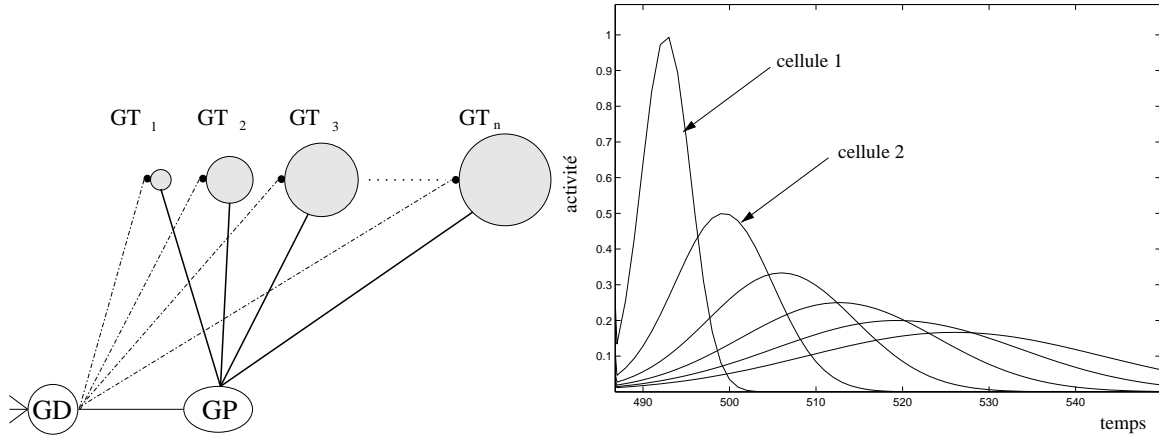 GT 1 GT 2 GT 3 GT n
GD GP
1
0.9
0.8
0.7
0.6
0.5
0.4
0.3
0.2
0.1
activité
cellule 1
cellule 2
490 500 510 520 530 540
temps